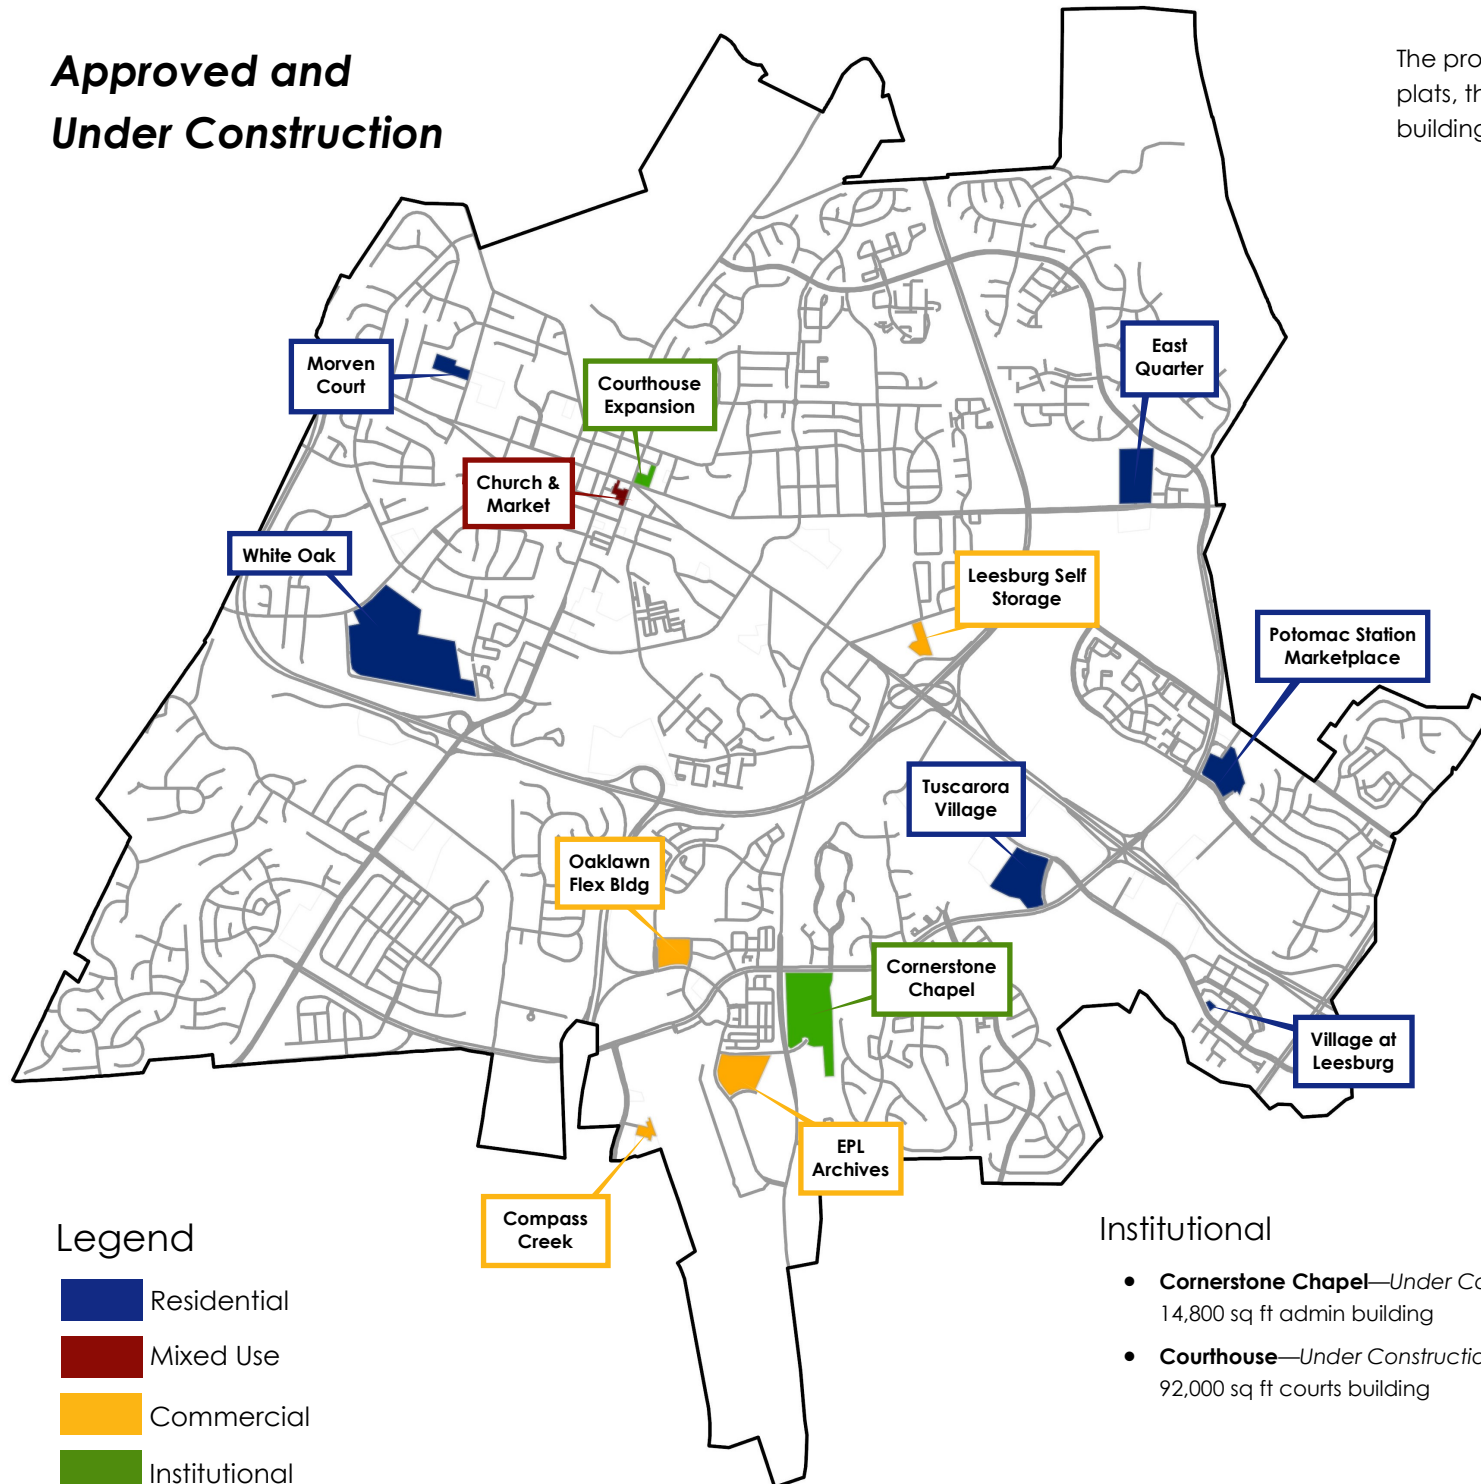 Approved and
Under Construction
The pro
plats, th
building
Morven
Court
Courthouse
Expansion
East
Quarter
Church &
Market
White Oak
Leesburg Self
Storage
Potomac Station
Marketplace
Tuscarora
Village
Oaklawn
Flex Bldg
Cornerstone
Chapel
Village at
Leesburg
EPL
Archives
Compass
Creek
Legend
Residential
Mixed Use
Commercial
Institutional
Institutional
• Cornerstone Chapel—Under Co
14,800 sq ft admin building
• Courthouse—Under Constructio
92,000 sq ft courts building